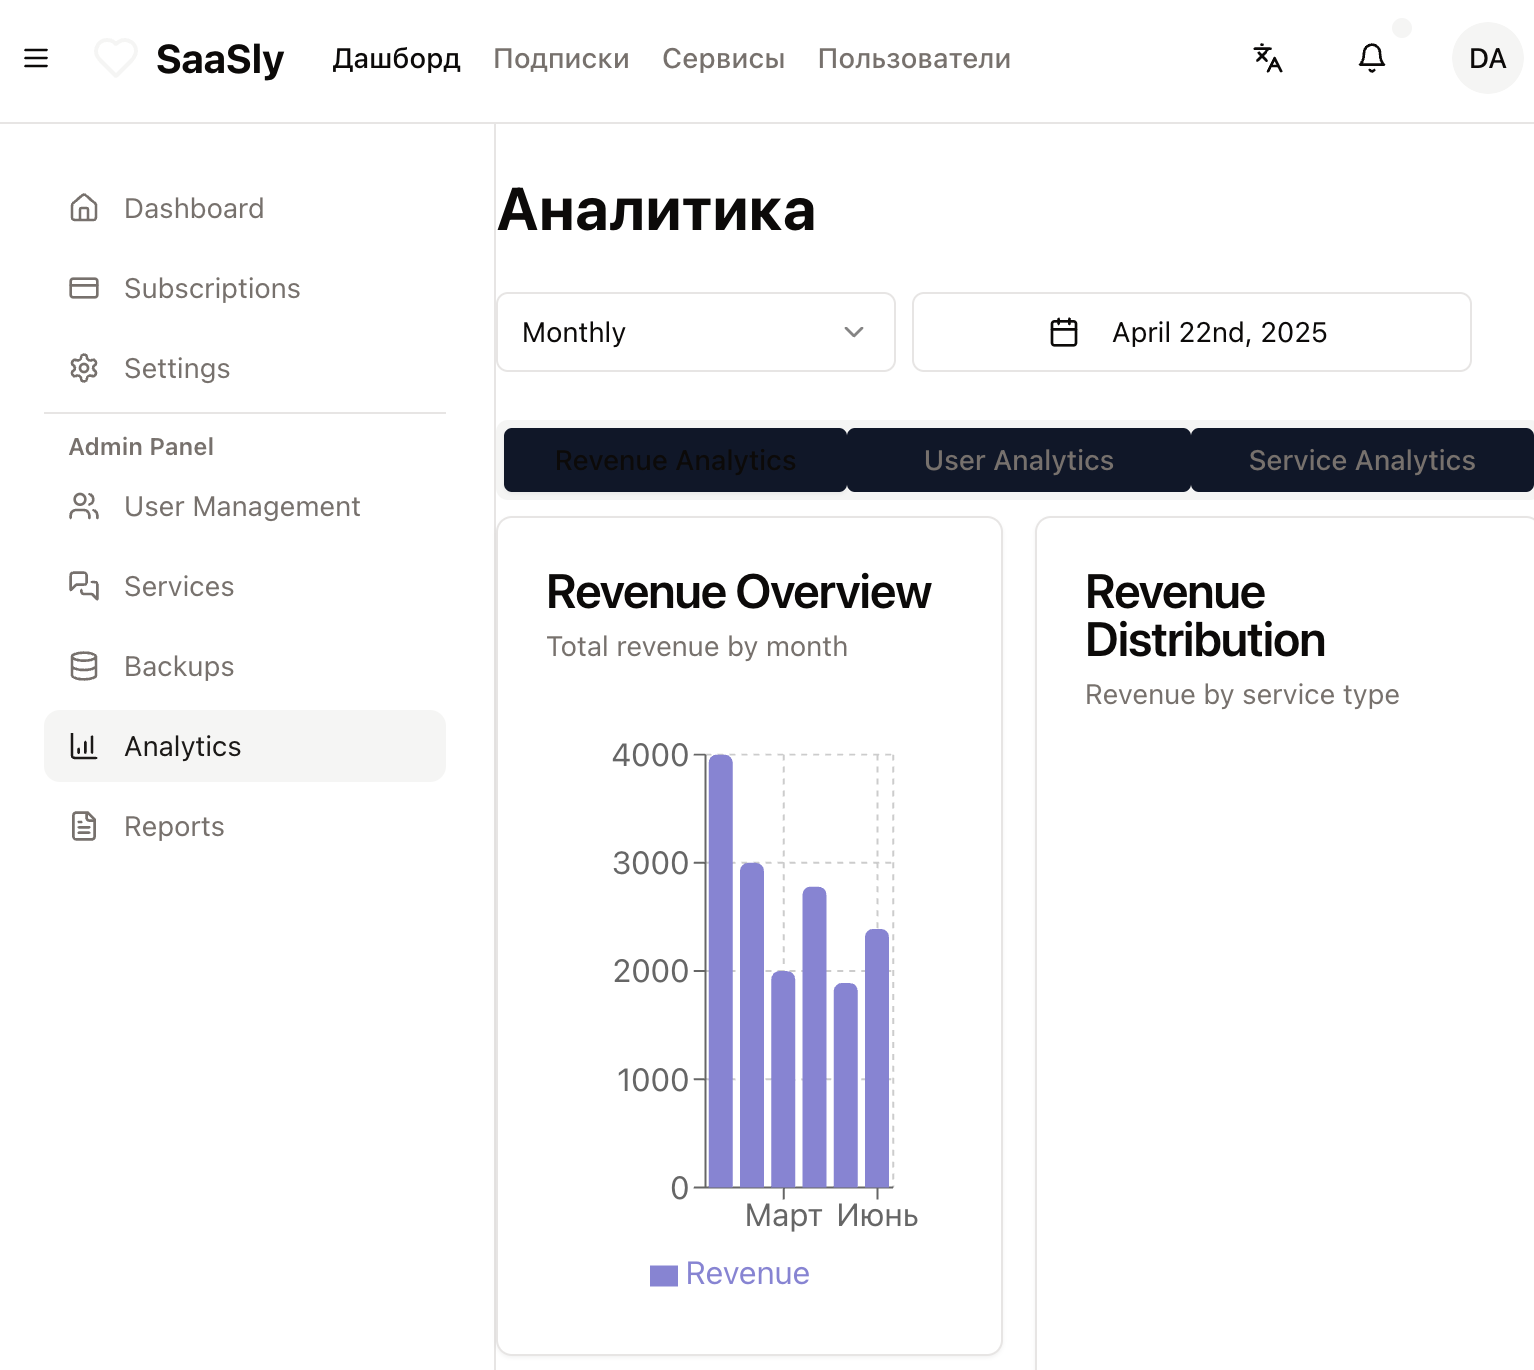 SaaSly
Дашборд
Подписки
Сервисы
Пользователи
DA
Dashboard
Subscriptions
Settings
Admin Panel
User Management
Services
Backups
Analytics
Reports
Аналитика
Monthly
April 22nd, 2025
Revenue Analytics
User Analytics
Service Analytics
Revenue Overview
Total revenue by month
4000
3000
2000
1000
0
Март
Июнь
Revenue
Revenue
Distribution
Revenue by service type